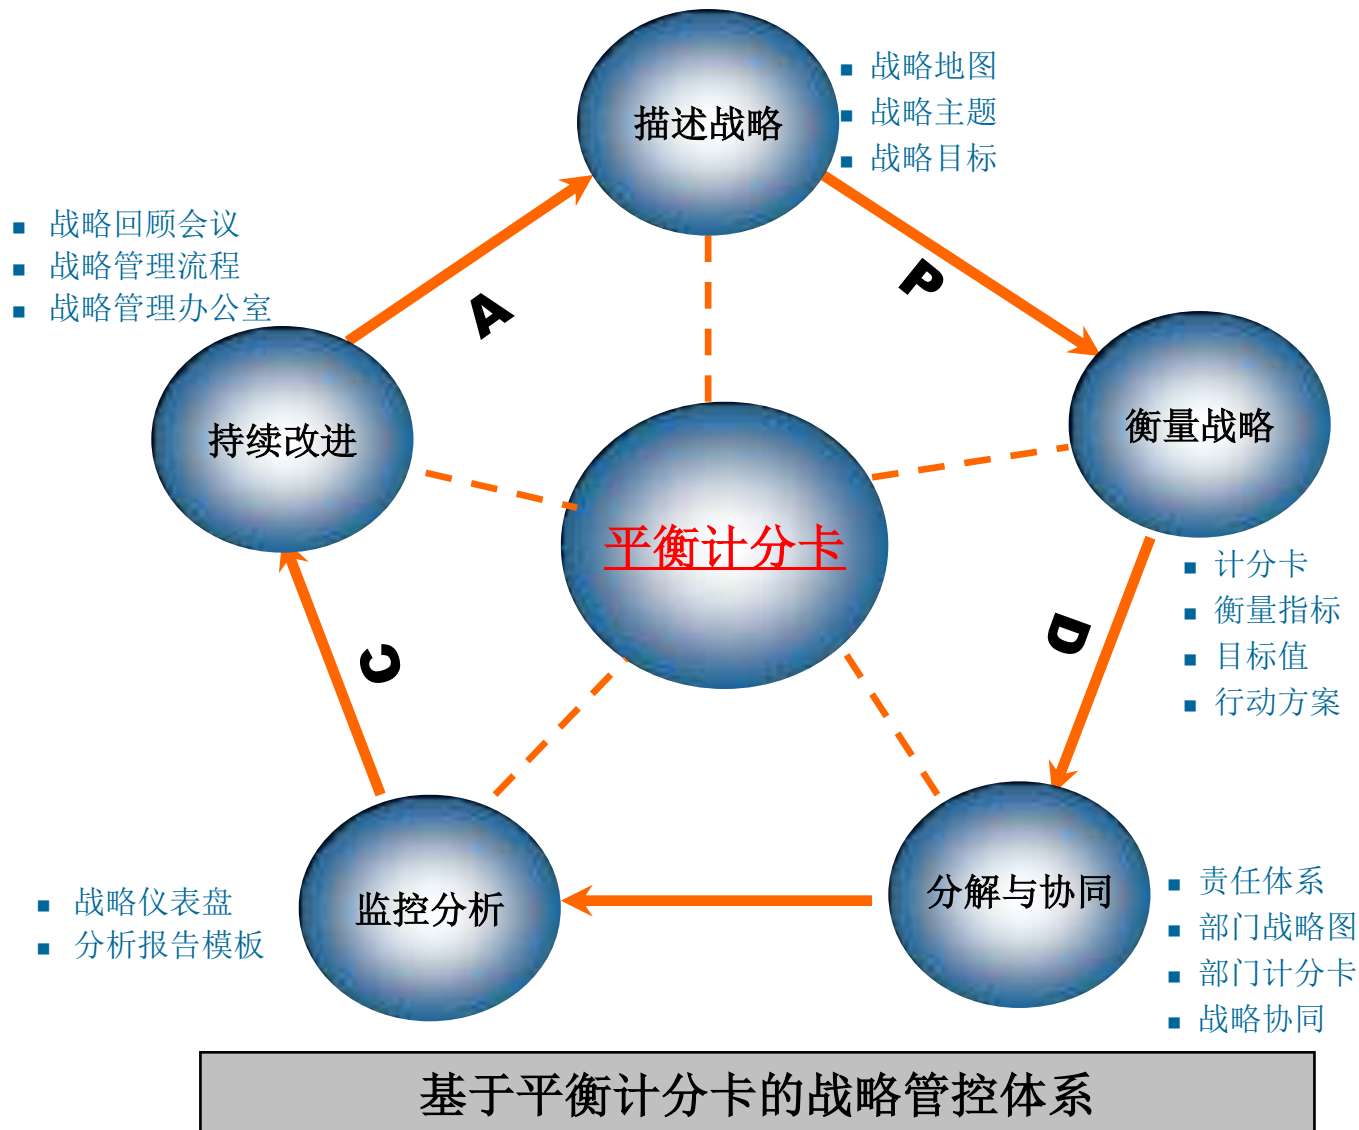 描述战略
■ 战略地图
■ 战略主题
■ 战略目标
■ 战略回顾会议
■ 战略管理流程
■ 战略管理办公室
A
P
持续改进
衡量战略
平衡计分卡
■ 计分卡
■ 衡量指标
■ 目标值
■ 行动方案
C
D
监控分析
分解与协同
■ 战略仪表盘
■ 分析报告模板
■ 责任体系
■ 部门战略图
■ 部门计分卡
■ 战略协同
基于平衡计分卡的战略管控体系